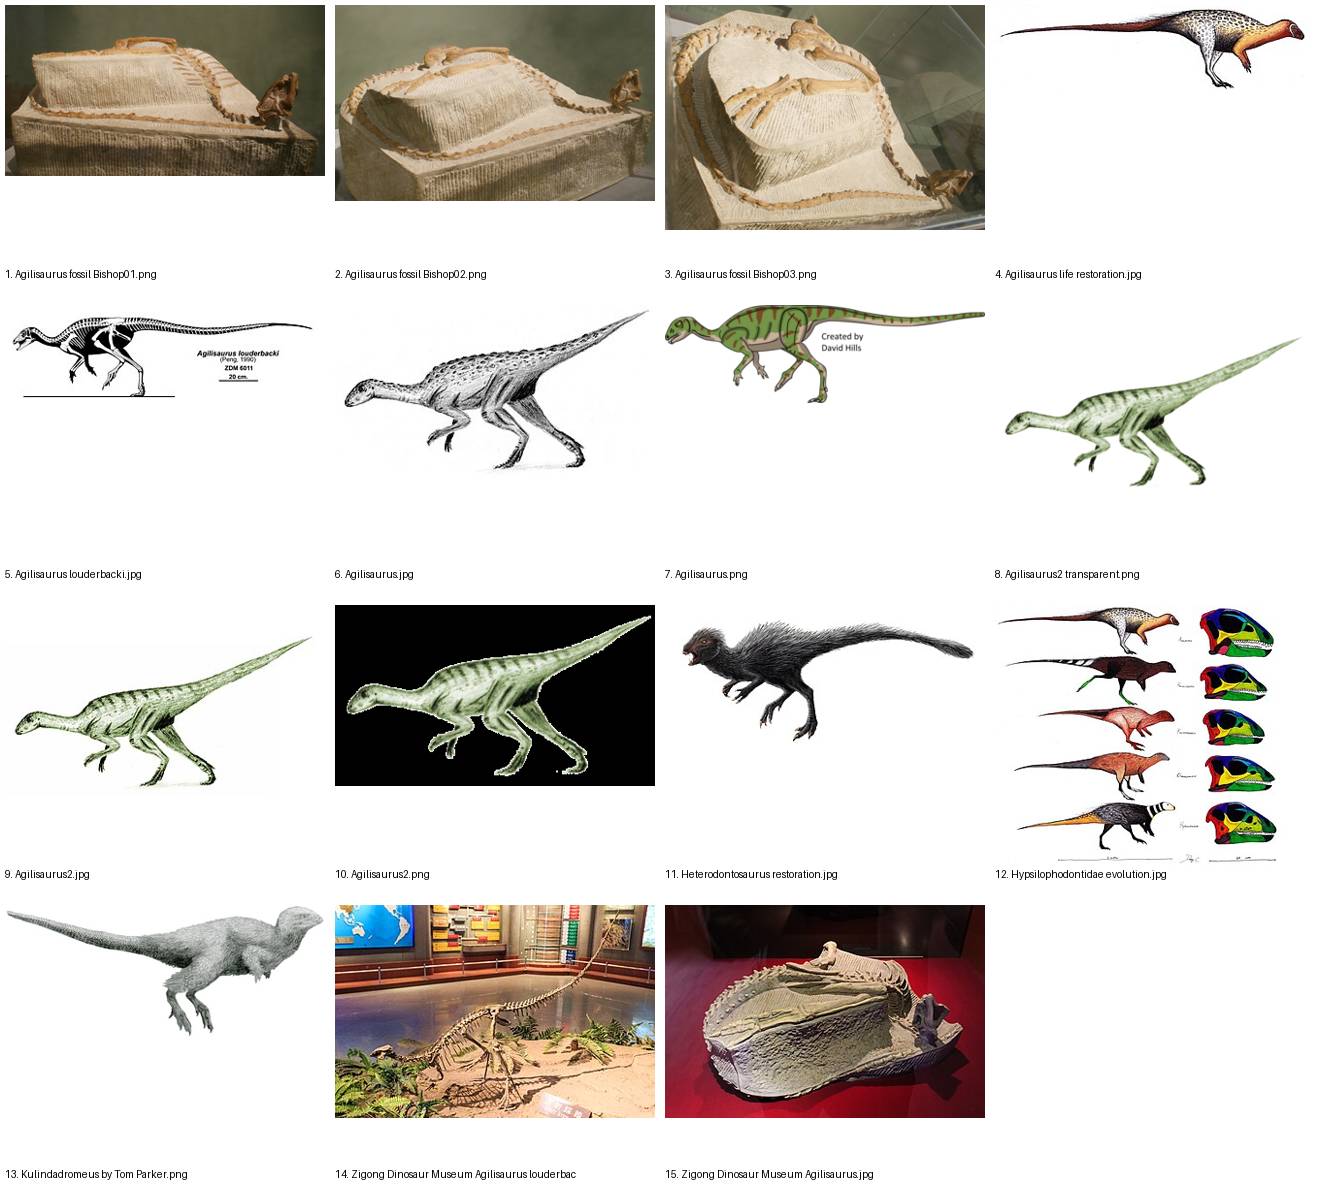 1. Agilisaurus fossil Bishop01.png
2. Agilisaurus fossil Bishop02.png
3. Agilisaurus fossil Bishop03.png
4. Agilisaurus life restoration.jpg
Agilisaurus louderbacki
(Peng, 1990)
ZDM 6011
20 cm.
Created by
David Hills
5. Agilisaurus louderbacki.jpg
6. Agilisaurus.jpg
7. Agilisaurus.png
8. Agilisaurus2 transparent.png
9. Agilisaurus2.jpg
10. Agilisaurus2.png
11. Heterodontosaurus restoration.jpg
12. Hypsilophodontidae evolution.jpg
13. Kulindadromeus by Tom Parker.png
14. Zigong Dinosaur Museum Agilisaurus louderbac
15. Zigong Dinosaur Museum Agilisaurus.jpg